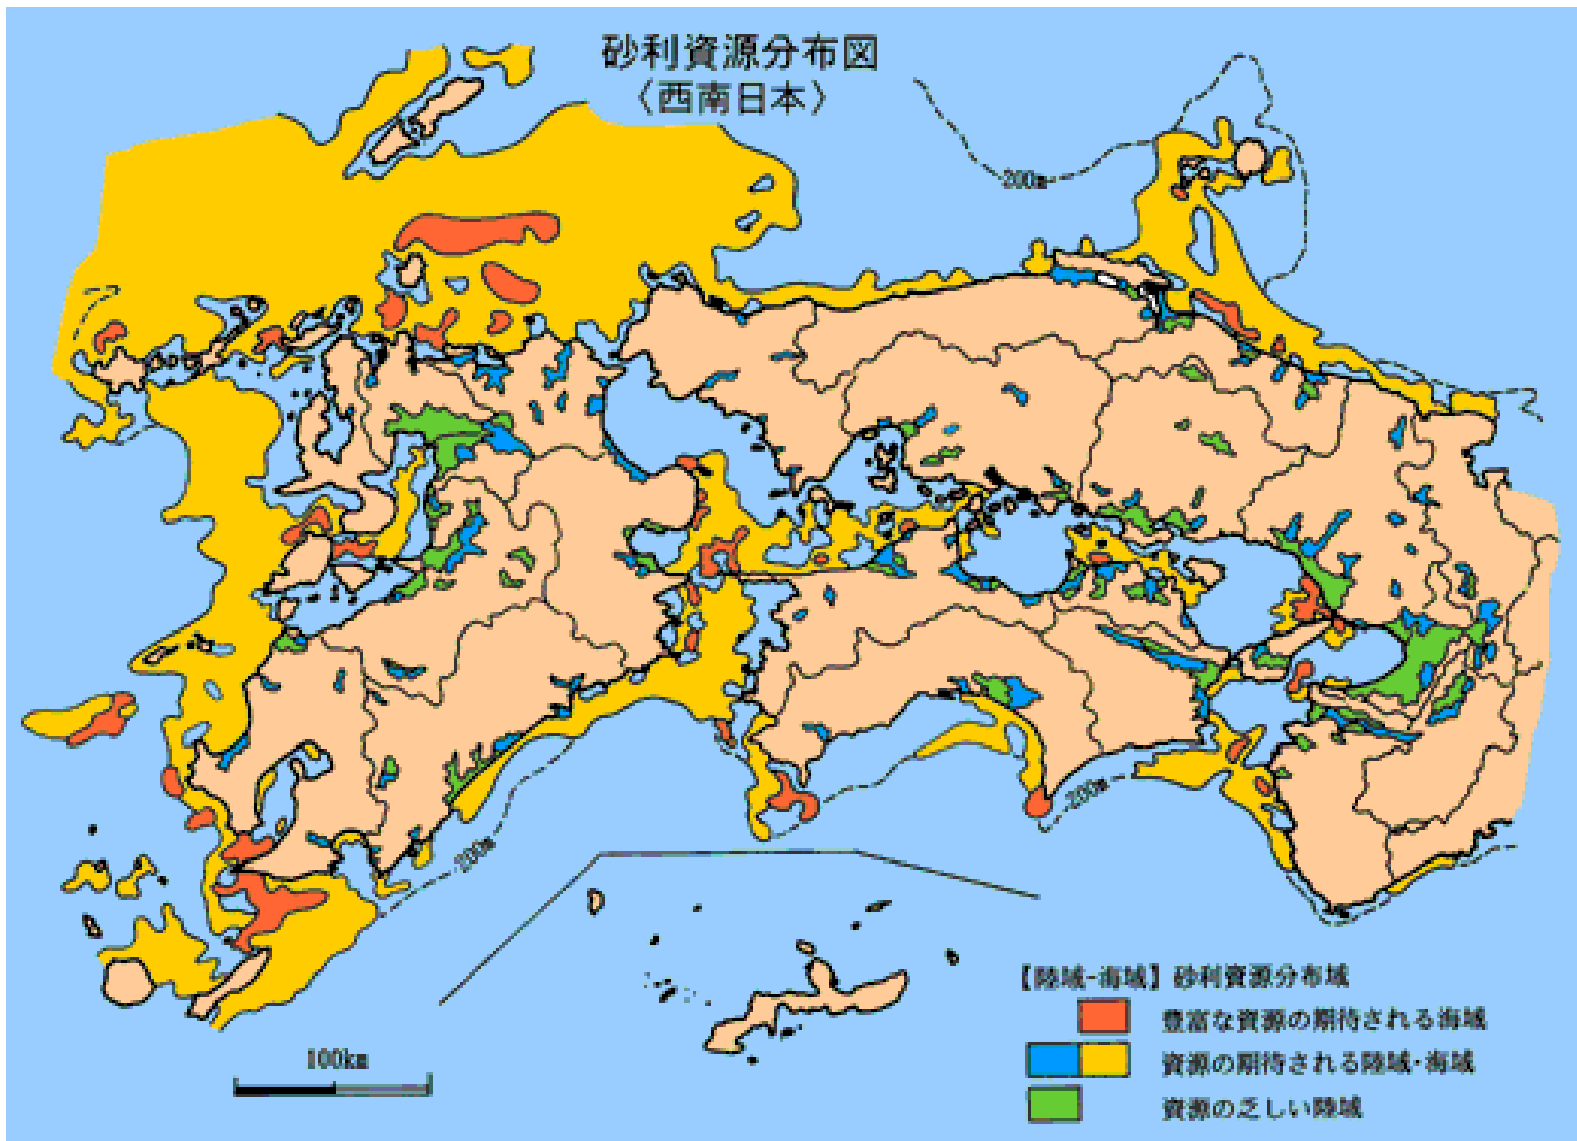 砂利資源分布図
〈西南日本〉
200m
200m
200m
100km
【陸域-海域】砂利資源分布域
豊富な資源の期待される海域
資源の期待される陸域・海域
資源の乏しい陸域